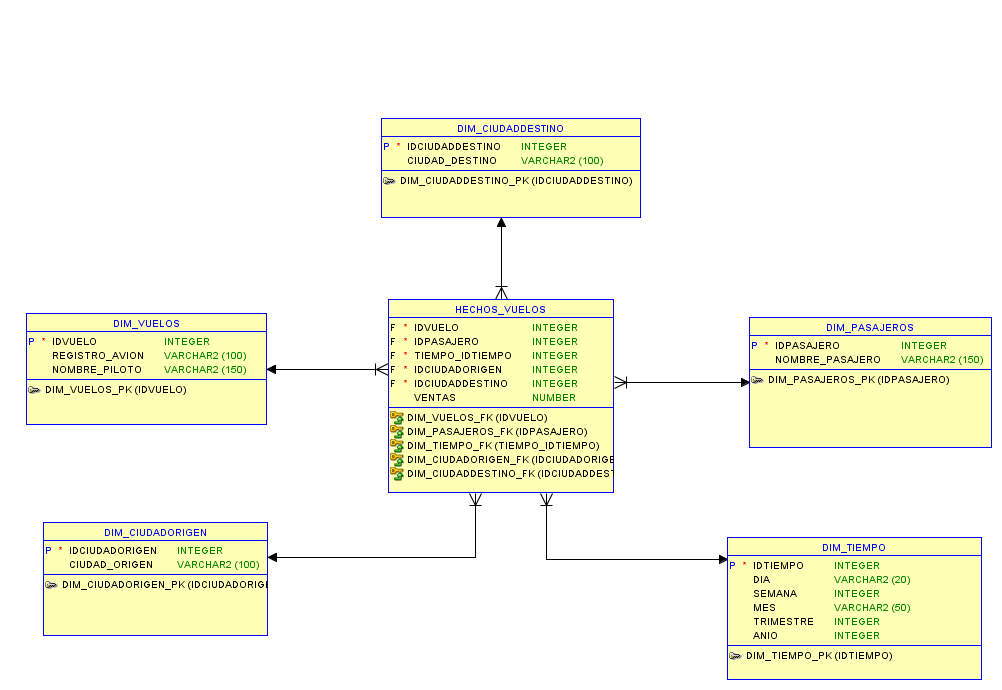 DIM_CIUDADDESTINO
P * IDCIUDADDESTINO INTEGER
CIUDAD_DESTINO VARCHAR2 (100)
DIM_CIUDADDESTINO_PK (IDCIUDADDESTINO)
DIM_VUELOS
P * IDVUELO INTEGER
REGISTRO_AVION VARCHAR2 (100)
NOMBRE_PILOTO VARCHAR2 (150)
DIM_VUELOS_PK (IDVUELO)
HECHOS_VUELOS
F * IDVUELO INTEGER
F * IDPASAJERO INTEGER
F * TIEMPO_IDTIEMPO INTEGER
F * IDCIUDADORIGEN INTEGER
F * IDCIUDADDESTINO INTEGER
VENTAS NUMBER
DIM_VUELOS_FK (IDVUELO)
DIM_PASAJEROS_FK (IDPASAJERO)
DIM_TIEMPO_FK (TIEMPO_IDTIEMPO)
DIM_CIUDADORIGEN_FK (IDCIUDADORIGE
DIM_CIUDADDESTINO_FK (IDCIUDADDEST
DIM_PASAJEROS
P * IDPASAJERO INTEGER
NOMBRE_PASAJERO VARCHAR2 (150)
DIM_PASAJEROS_PK (IDPASAJERO)
DIM_CIUDADORIGEN
P * IDCIUDADORIGEN INTEGER
CIUDAD_ORIGEN VARCHAR2 (100)
DIM_CIUDADORIGEN_PK (IDCIUDADORIGI
DIM_TIEMPO
P * IDTIEMPO INTEGER
DIA VARCHAR2 (20)
SEMANA INTEGER
MES VARCHAR2 (50)
TRIMESTRE INTEGER
ANIO INTEGER
DIM_TIEMPO_PK (IDTIEMPO)